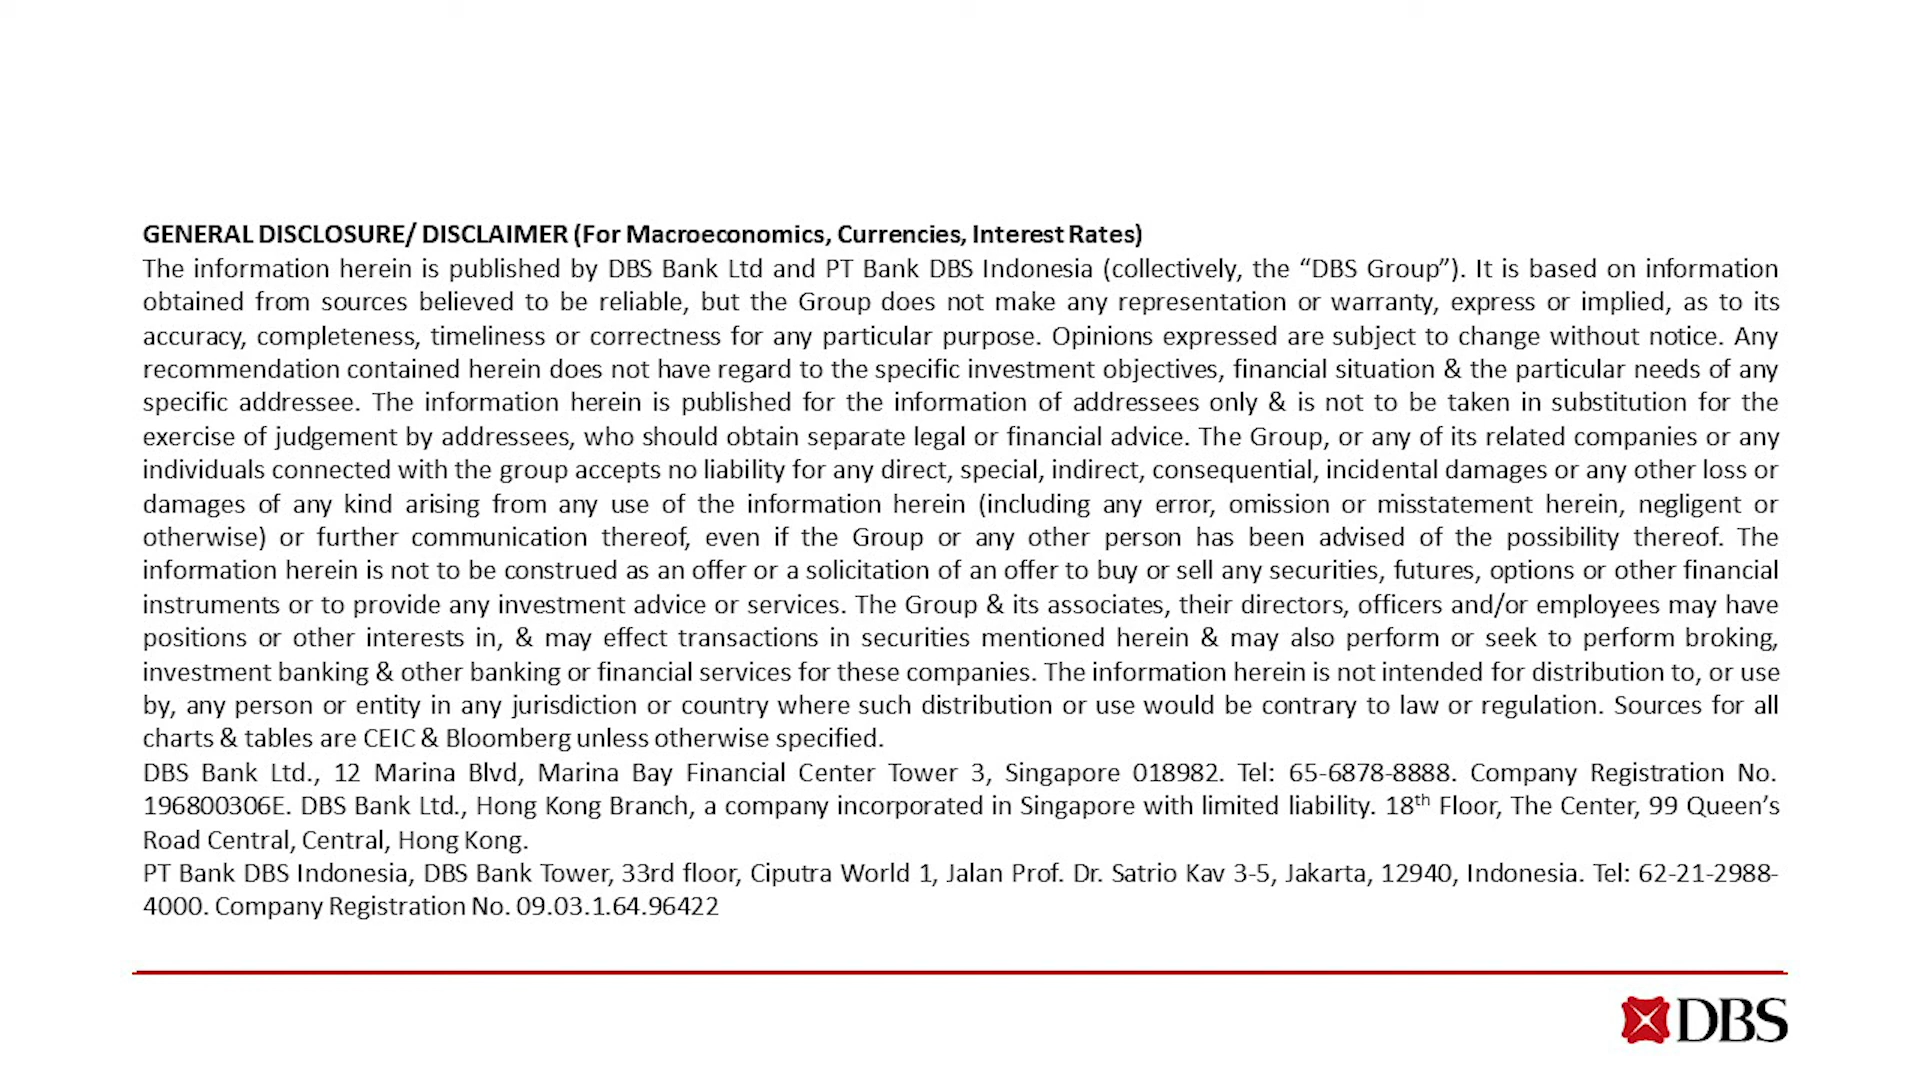 GENERAL DISCLOSURE/ DISCLAIMER (For Macroeconomics, Currencies, Interest Rates)
The information herein is published by DBS Bank Ltd and PT Bank DBS Indonesia (collectively, the “DBS Group”). It is based on information
obtained from sources believed to be reliable, but the Group does not make any representation or warranty, express or implied, as to its
accuracy, completeness, timeliness or correctness for any particular purpose. Opinions expressed are subject to change without notice. Any
recommendation contained herein does not have regard to the specific investment objectives, financial situation & the particular needs of any
specific addressee. The information herein is published for the information of addressees only & is not to be taken in substitution for the
exercise of judgement by addressees, who should obtain separate legal or financial advice. The Group, or any of its related companies or any
individuals connected with the group accepts no liability for any direct, special, indirect, consequential, incidental damages or any other loss or
damages of any kind arising from any use of the information herein (including any error, omission or misstatement herein, negligent or
otherwise) or further communication thereof, even if the Group or any other person has been advised of the possibility thereof. The
information herein is not to be construed as an offer or a solicitation of an offer to buy or sell any securities, futures, options or other financial
instruments or to provide any investment advice or services. The Group & its associates, their directors, officers and/or employees may have
positions or other interests in, & may effect transactions in securities mentioned herein & may also perform or seek to perform broking,
investment banking & other banking or financial services for these companies. The information herein is not intended for distribution to, or use
by, any person or entity in any jurisdiction or country where such distribution or use would be contrary to law or regulation. Sources for all
charts & tables are CEIC & Bloomberg unless otherwise specified.
DBS Bank Ltd., 12 Marina Blvd, Marina Bay Financial Center Tower 3, Singapore 018982. Tel: 65-6878-8888. Company Registration No.
196800306E. DBS Bank Ltd., Hong Kong Branch, a company incorporated in Singapore with limited liability. 18th Floor, The Center, 99 Queen’s
Road Central, Central, Hong Kong.
PT Bank DBS Indonesia, DBS Bank Tower, 33rd floor, Ciputra World 1, Jalan Prof. Dr. Satrio Kav 3-5, Jakarta, 12940, Indonesia. Tel: 62-21-2988-
4000. Company Registration No. 09.03.1.64.96422
DBS